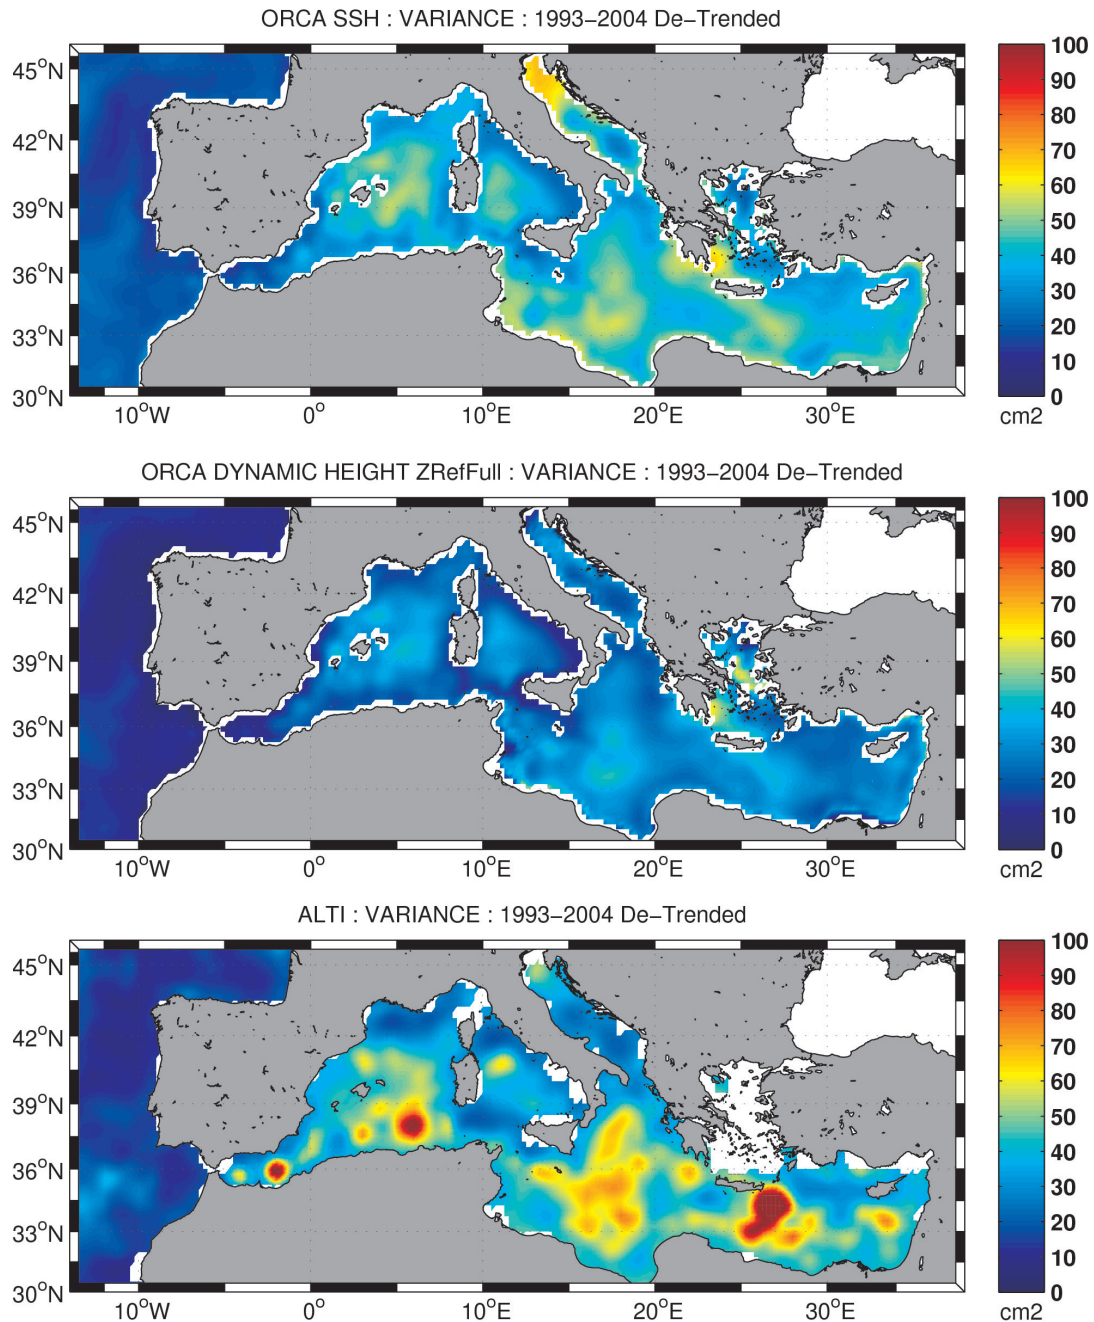 ORCA SSH : VARIANCE : 1993−2004 De−Trended
45°N
42°N
39°N
36°N
33°N
30°N
10°W 0° 10°E 20°E 30°E
100
90
80
70
60
50
40
30
20
10
0
cm2
ORCA DYNAMIC HEIGHT ZRefFull : VARIANCE : 1993−2004 De−Trended
45°N
42°N
39°N
36°N
33°N
30°N
10°W 0° 10°E 20°E 30°E
100
90
80
70
60
50
40
30
20
10
0
cm2
ALTI : VARIANCE : 1993−2004 De−Trended
45°N
42°N
39°N
36°N
33°N
30°N
10°W 0° 10°E 20°E 30°E
100
90
80
70
60
50
40
30
20
10
0
cm2